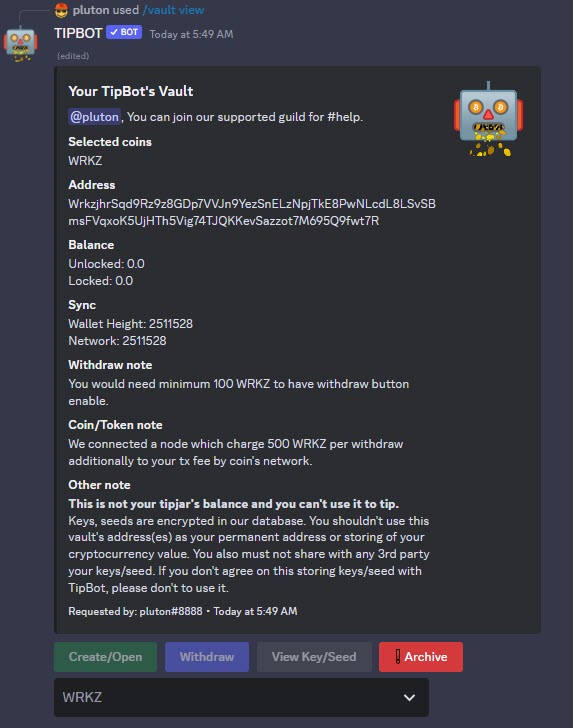 pluton used /vault view
TIPBOT ✓ BOT Today at 5:49 AM
(edited)
Your TipBot's Vault
@pluton, You can join our supported guild for #help.
Selected coins
WRKZ
Address
WrkzjhrSqd9Rz9z8GDp7VVJn9YezSnELzNpjTkE8PwNLcdL8LSvSB
msFVqxoK5UjHTh5Vig74TJQKKevSazzot7M695Q9fwt7R
Balance
Unlocked: 0.0
Locked: 0.0
Sync
Wallet Height: 2511528
Network: 2511528
Withdraw note
You would need minimum 100 WRKZ to have withdraw button
enable.
Coin/Token note
We connected a node which charge 500 WRKZ per withdraw
additionally to your tx fee by coin's network.
Other note
This is not your tipjar's balance and you can't use it to tip.
Keys, seeds are encrypted in our database. You shouldn't use this
vault's address(es) as your permanent address or storing of your
cryptocurrency value. You also must not share with any 3rd party
your keys/seed. If you don't agree on this storing keys/seed with
TipBot, please don't to use it.
Requested by: pluton#8888 • Today at 5:49 AM
Create/Open Withdraw View Key/Seed Archive
WRKZ